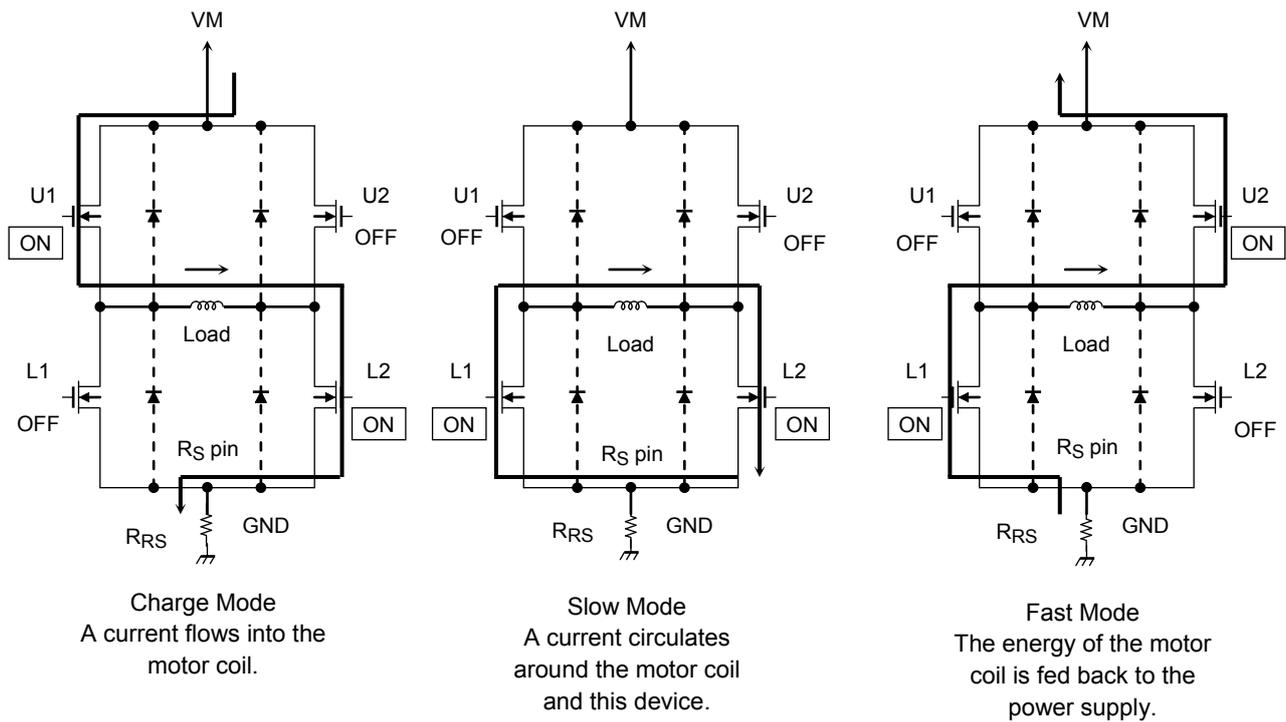 VM
U1
ON
U2
OFF
Load
L1
OFF
L2
ON
RS pin
RRS
GND
Charge Mode
A current flows into the
motor coil.
VM
U1
OFF
U2
OFF
Load
L1
ON
L2
ON
RS pin
RRS
GND
Slow Mode
A current circulates
around the motor coil
and this device.
VM
U1
OFF
U2
ON
Load
L1
ON
L2
OFF
RS pin
RRS
GND
Fast Mode
The energy of the motor
coil is fed back to the
power supply.